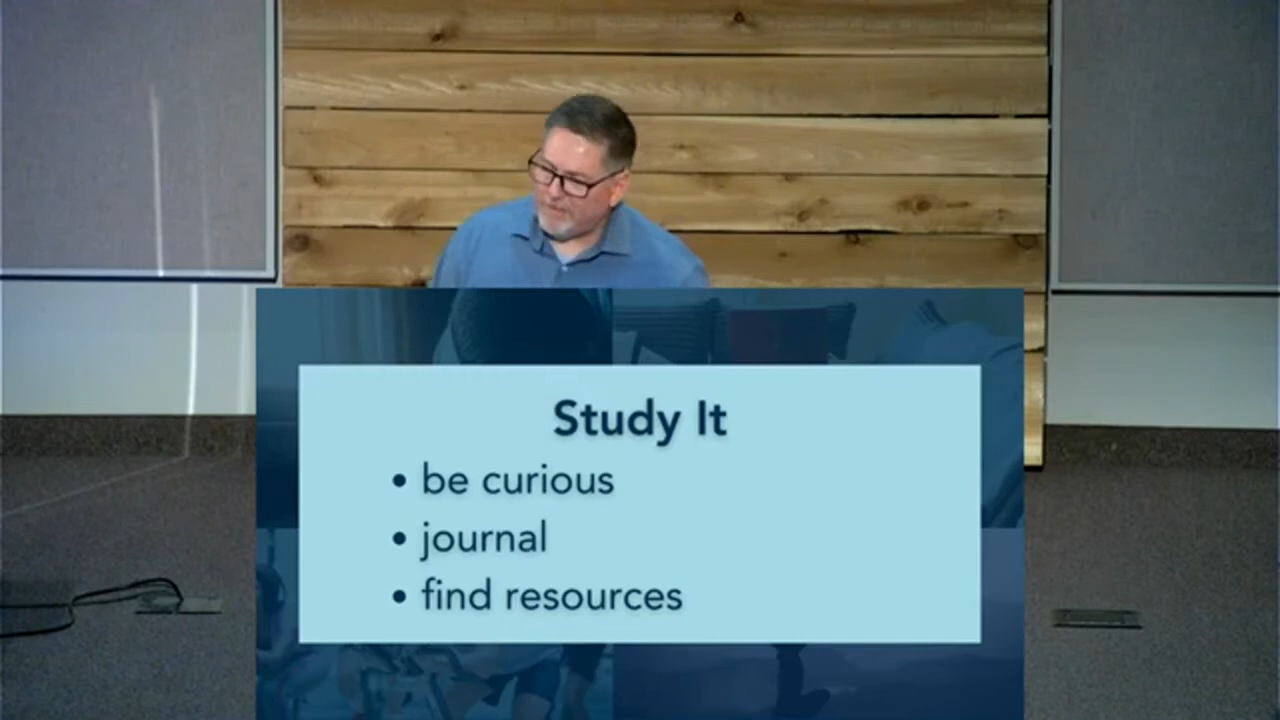 Study It
• be curious
• journal
• find resources